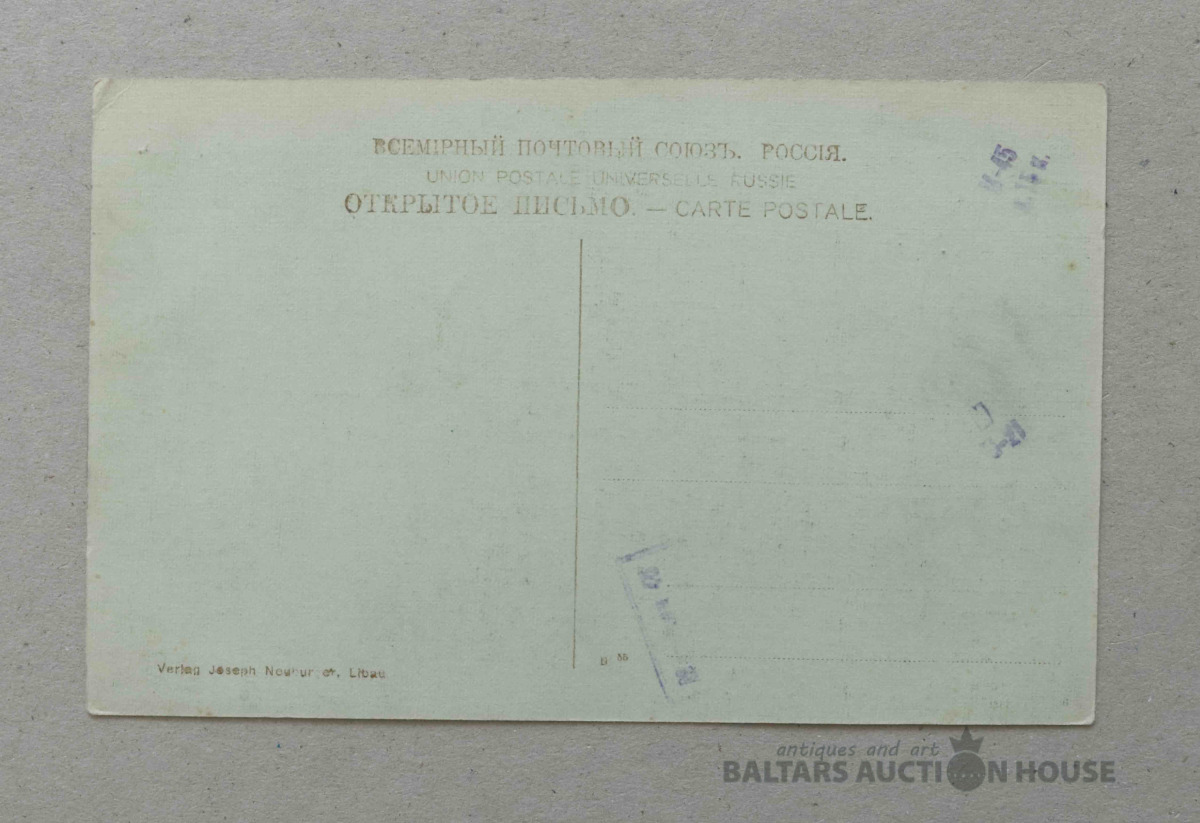 ВСЕМІРНЫЙ ПОЧТОВЫЙ СОЮЗЪ. РОССІЯ.
UNION POSTALE UNIVERSELLE RUSSIE
ОТКРЫТОЕ ПИСЬМО. — CARTE POSTALE.
Verlag Joseph Libau
antiques and art
BALTARS AUCTION HOUSE